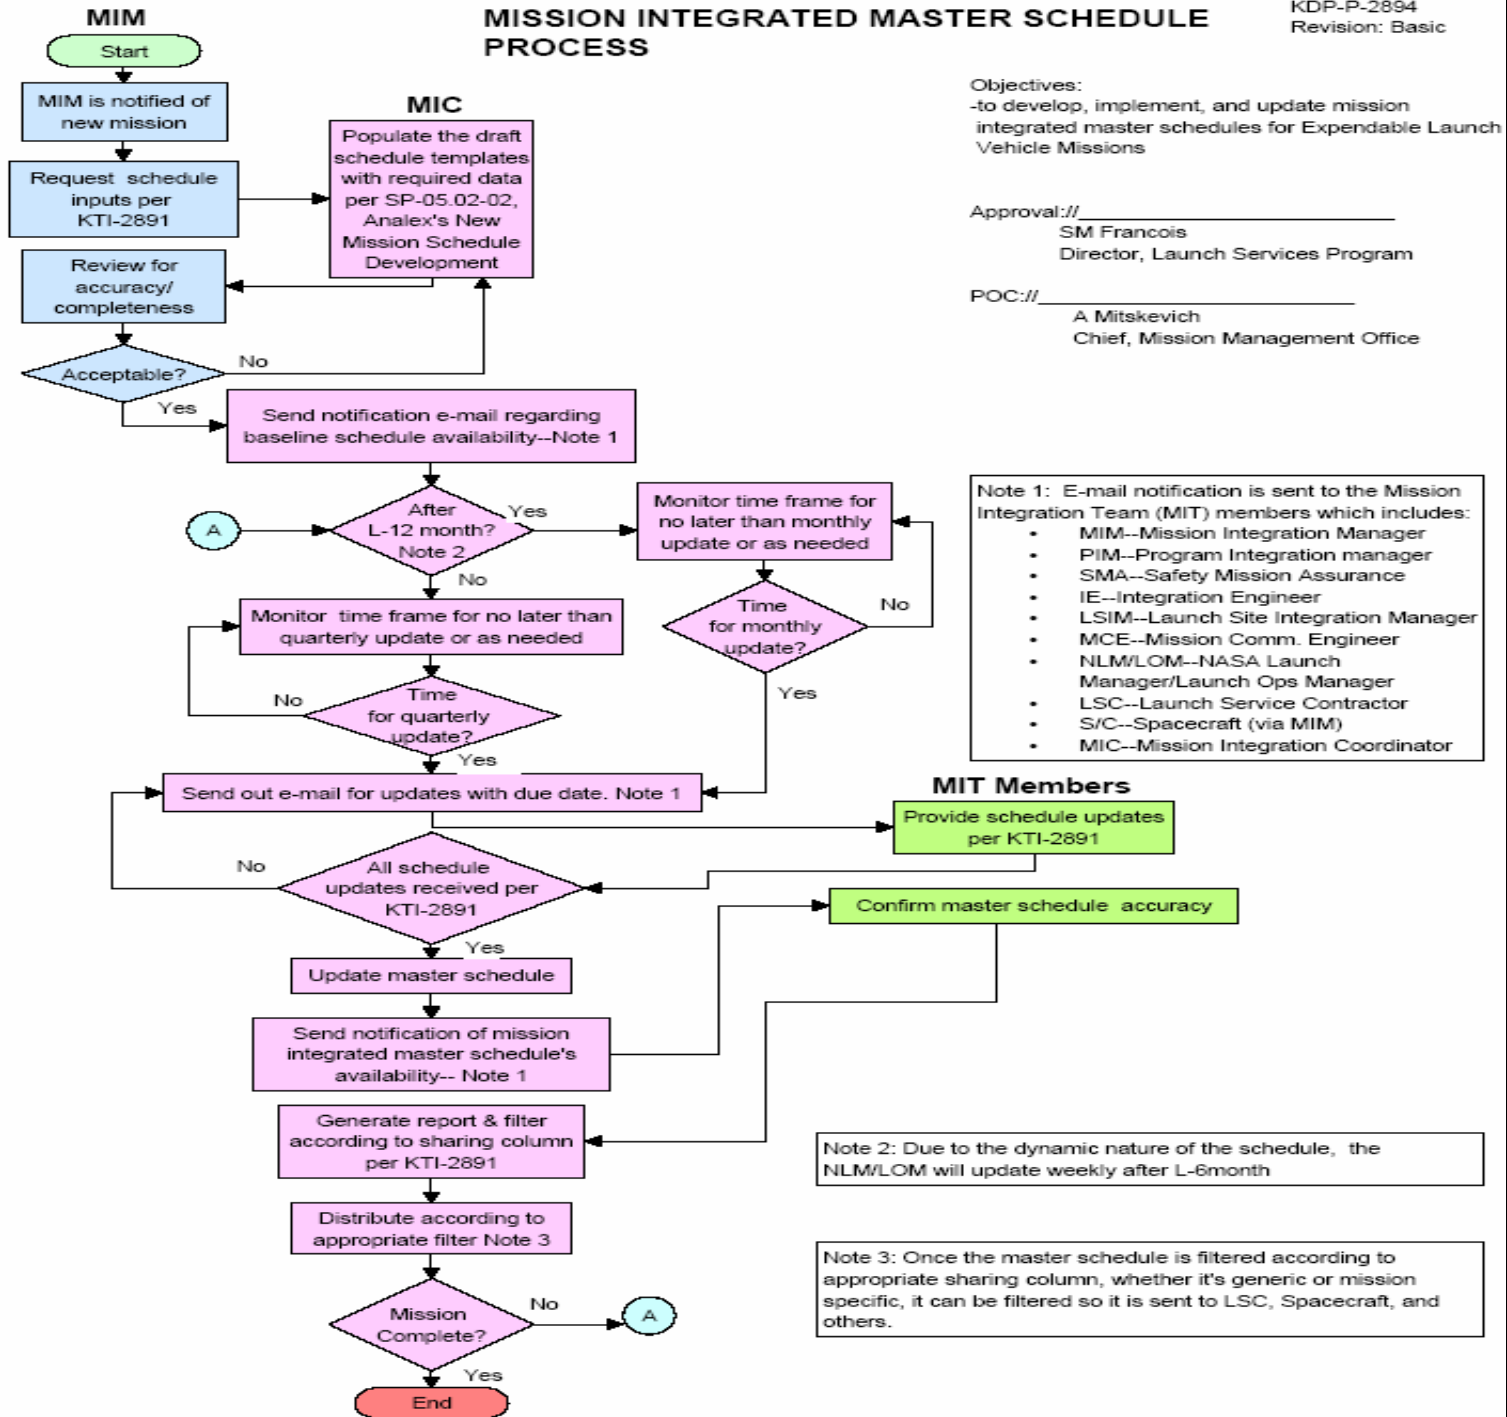 MIM
MISSION INTEGRATED MASTER SCHEDULE
PROCESS
KDP-P-2894
Revision: Basic
Start
MIM is notified of
new mission
Request schedule
inputs per
KTI-2891
Review for
accuracy/
completeness
Acceptable?
No
Yes
MIC
Populate the draft
schedule templates
with required data
per SP-05.02-02,
Analex's New
Mission Schedule
Development
Objectives:
-to develop, implement, and update mission
integrated master schedules for Expendable Launch
Vehicle Missions
Approval://
SM Francois
Director, Launch Services Program
POC://
A Mitskevich
Chief, Mission Management Office
Send notification e-mail regarding
baseline schedule availability--Note 1
A
After
L-12 month?
Note 2
Yes
No
Monitor time frame for
no later than monthly
update or as needed
Time
for monthly
update?
No
Yes
Monitor time frame for no later than
quarterly update or as needed
Time
for quarterly
update?
No
Yes
Note 1: E-mail notification is sent to the Mission
Integration Team (MIT) members which includes:
• MIM--Mission Integration Manager
• PIM--Program Integration manager
• SMA--Safety Mission Assurance
• IE--Integration Engineer
• LSIM--Launch Site Integration Manager
• MCE--Mission Comm. Engineer
• NLM/LOM--NASA Launch
Manager/Launch Ops Manager
• LSC--Launch Service Contractor
• S/C--Spacecraft (via MIM)
• MIC--Mission Integration Coordinator
Send out e-mail for updates with due date. Note 1
MIT Members
Provide schedule updates
per KTI-2891
All schedule
updates received per
KTI-2891
No
Yes
Confirm master schedule accuracy
Update master schedule
Send notification of mission
integrated master schedule's
availability-- Note 1
Generate report & filter
according to sharing column
per KTI-2891
Note 2: Due to the dynamic nature of the schedule, the
NLM/LOM will update weekly after L-6month
Distribute according to
appropriate filter Note 3
Note 3: Once the master schedule is filtered according to
appropriate sharing column, whether it's generic or mission
specific, it can be filtered so it is sent to LSC, Spacecraft, and
others.
Mission
Complete?
No
A
Yes
End